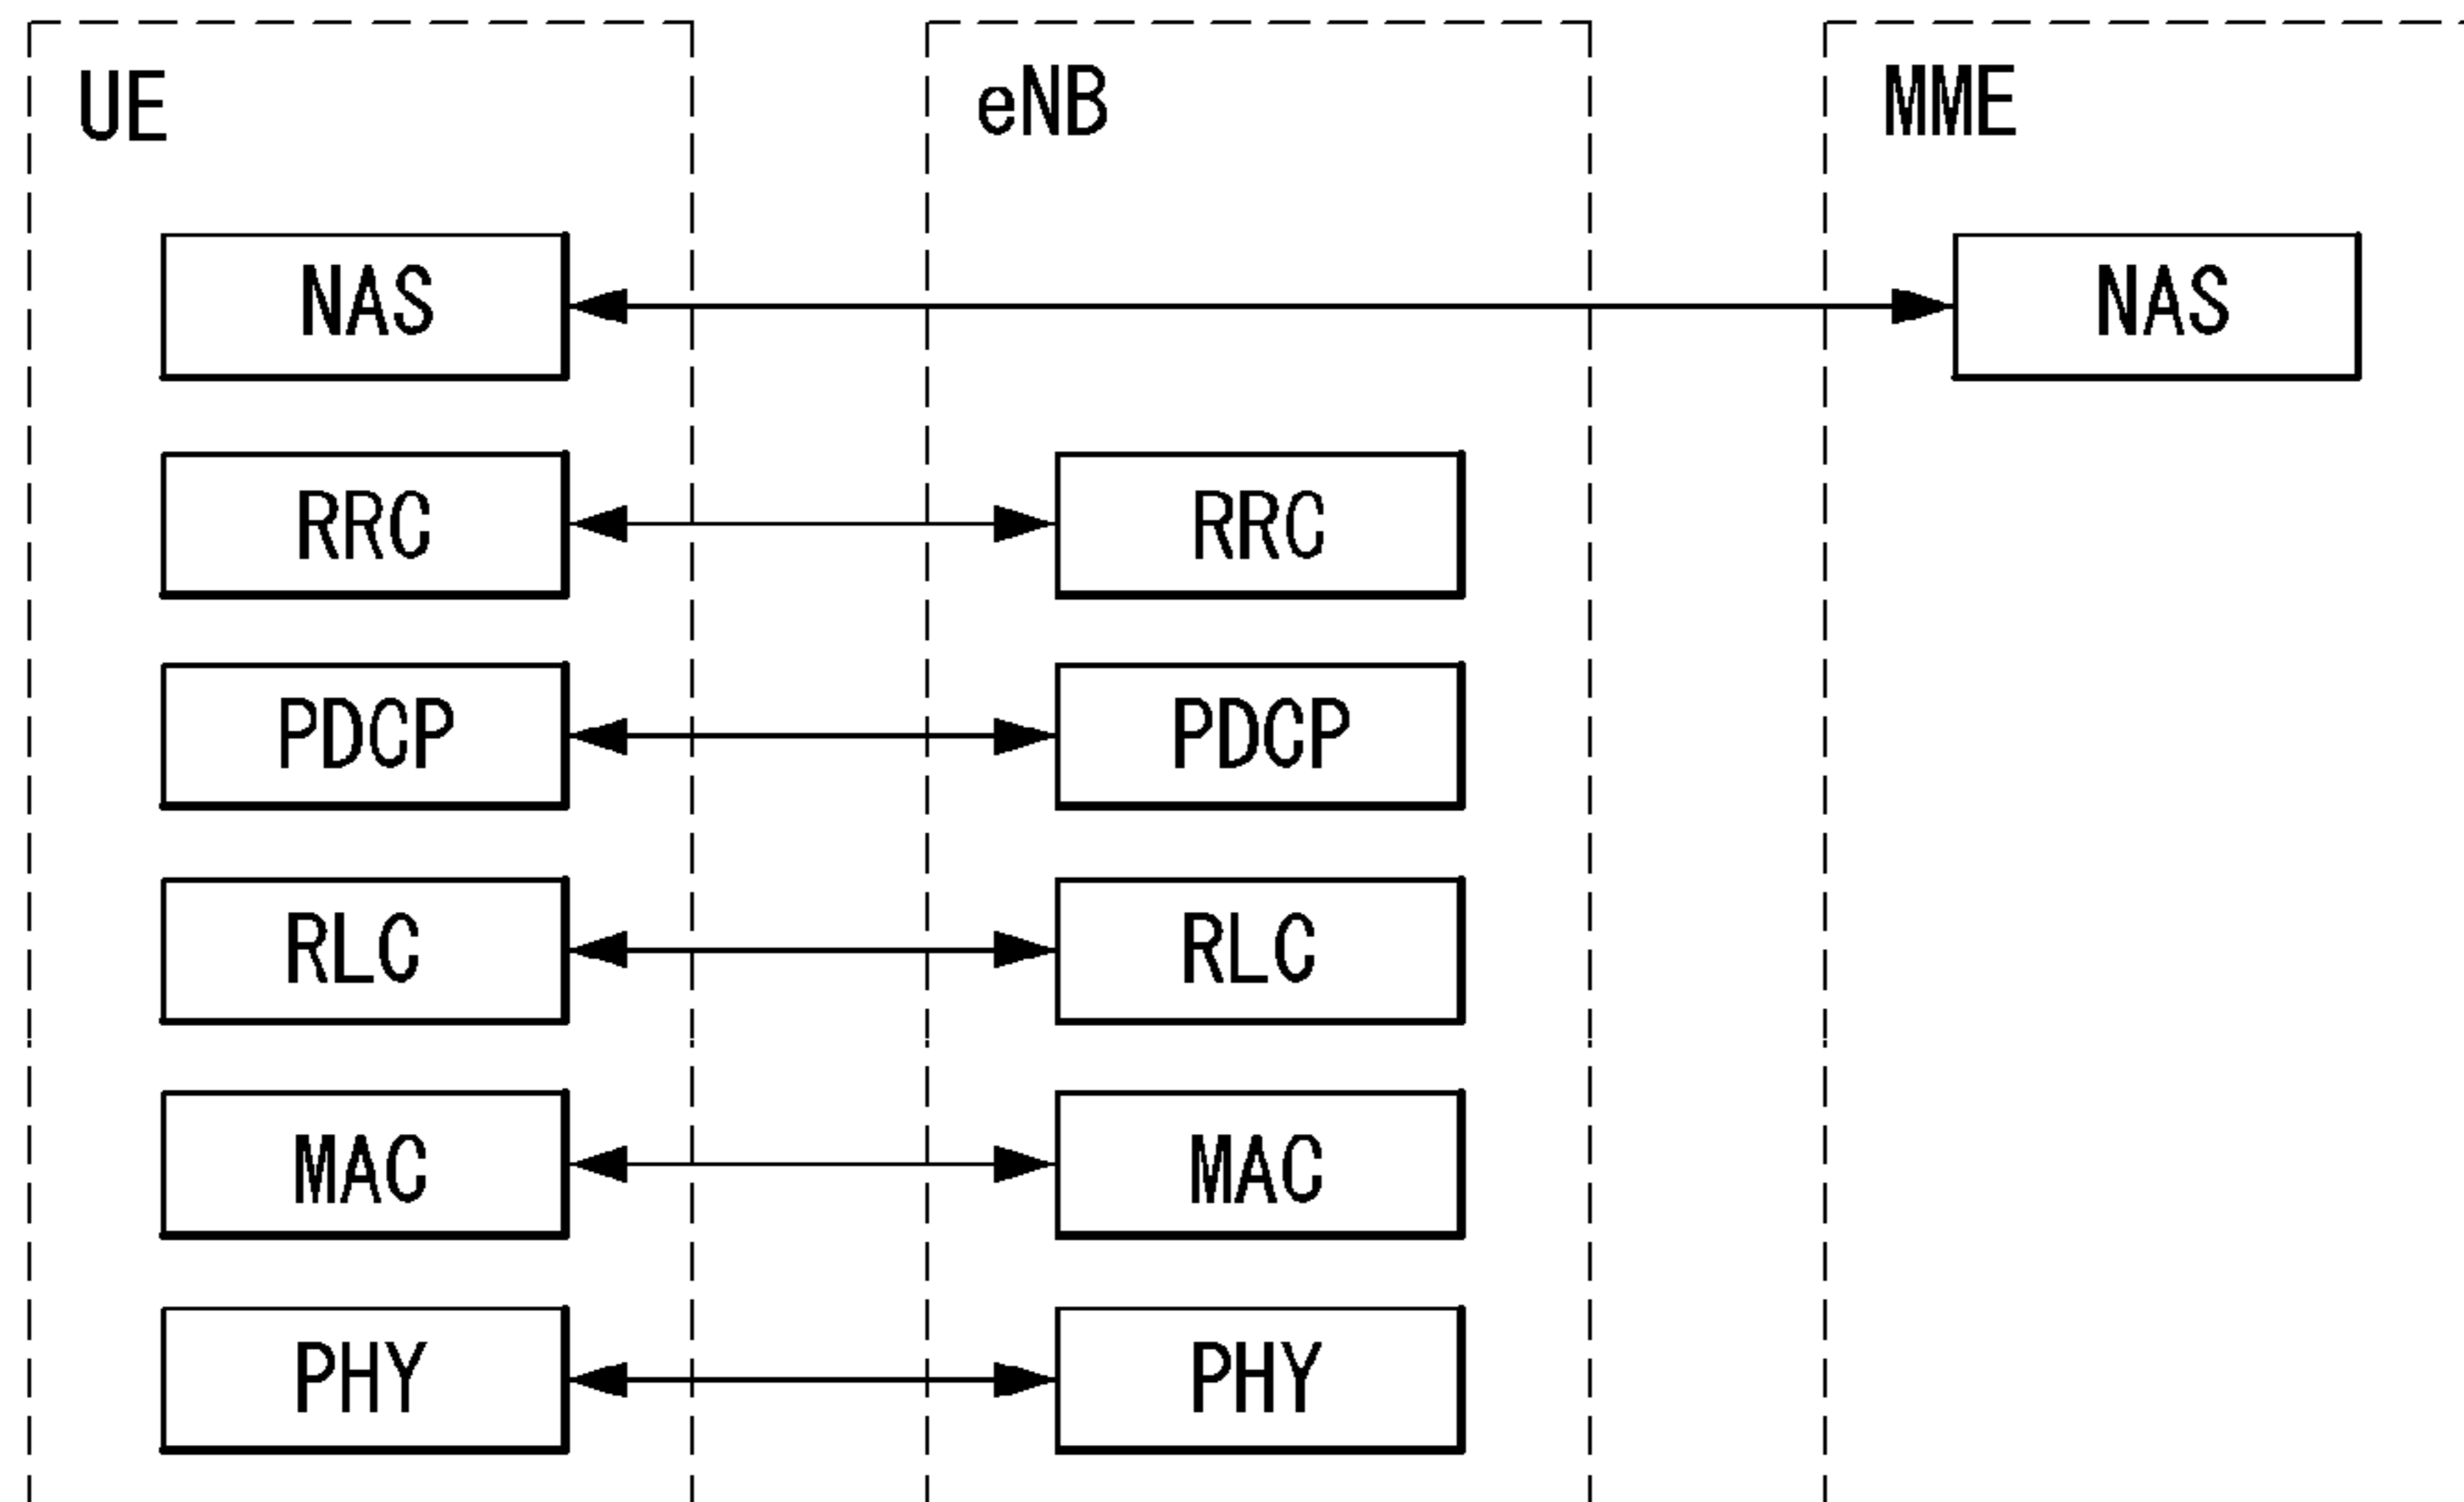 UE eNB MME
NAS NAS
RRC RRC
PDCP PDCP
RLC RLC
MAC MAC
PHY PHY